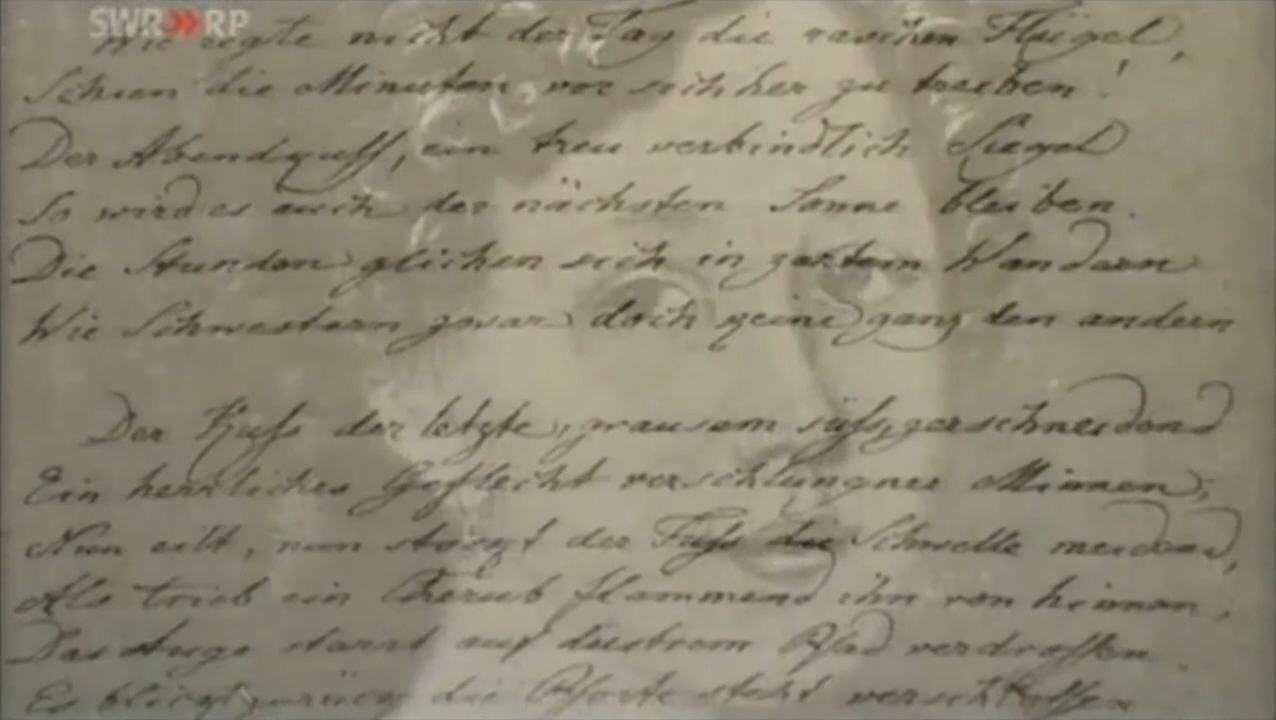 SWR»RP
Wie regte nicht der Tag die raschen Flügel,
Schien die Minuten vor sich her zu treiben!
Der Abendkuss, ein treu verbindlich Siegel
So wird es auch der nächsten Sonne bleiben.
Die Stunden glichen sich in zartem Wandern
Wie Schwestern zwar doch keine ganz den andern
Der Kuss der letzte, grausam süss, zerschneidend
Ein herrliches Geflecht verschlungner Minnen;
Nun eilt, nun stockt der Fuss die Schwelle meidend,
Als trieb ein Cherub flammend ihn von hinnen,
Das Auge starrt auf duestrem Pfad verdrossen.
Es blickt zurück die Pforte steht verschlossen